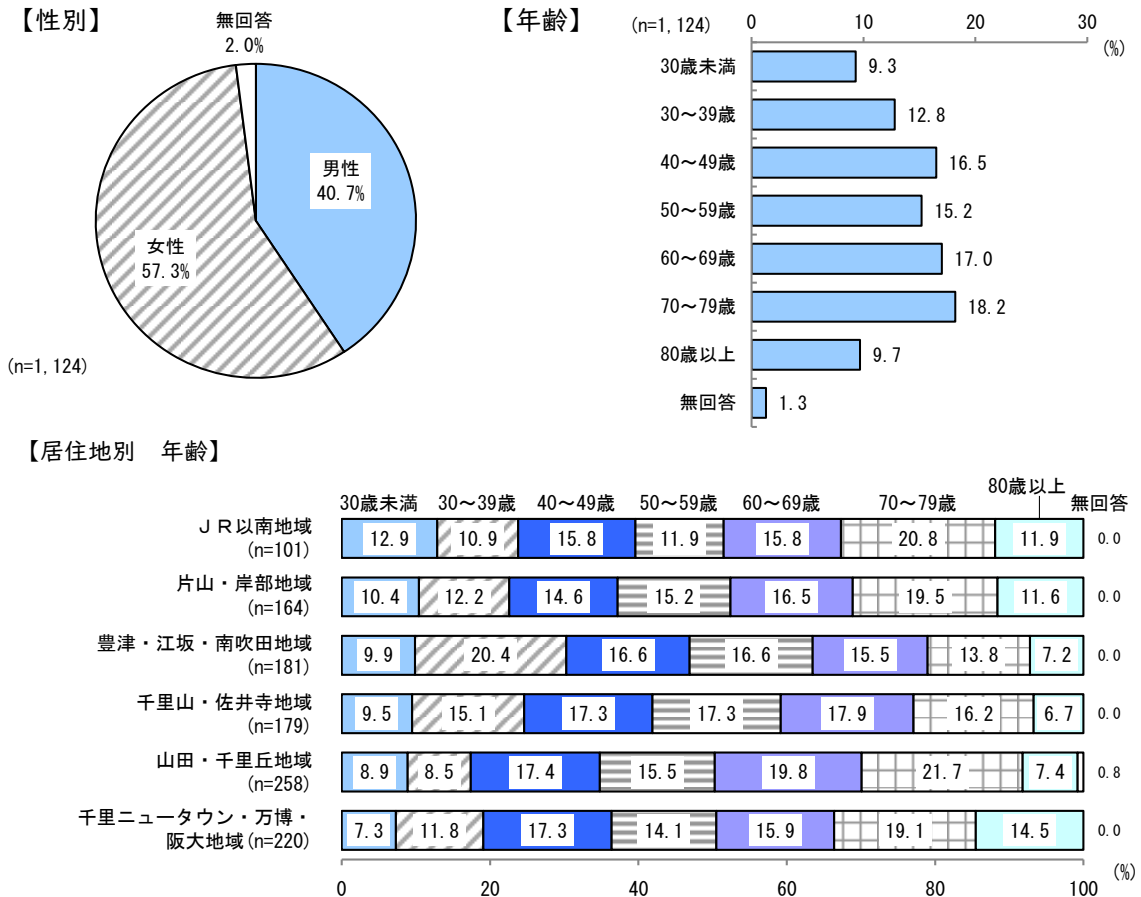 【性別】
無回答
2.0%
男性
40.7%
女性
57.3%
(n=1,124)
【年齢】
(n=1,124)
0 10 20 30
(%)
30歳未満 9.3
30～39歳 12.8
40～49歳 16.5
50～59歳 15.2
60～69歳 17.0
70～79歳 18.2
80歳以上 9.7
無回答 1.3
【居住地別 年齢】
30歳未満 30～39歳 40～49歳 50～59歳 60～69歳 70～79歳 80歳以上 無回答
ＪＲ以南地域
(n=101)
12.9 10.9 15.8 11.9 15.8 20.8 11.9 0.0
片山・岸部地域
(n=164)
10.4 12.2 14.6 15.2 16.5 19.5 11.6 0.0
豊津・江坂・南吹田地域
(n=181)
9.9 20.4 16.6 16.6 15.5 13.8 7.2 0.0
千里山・佐井寺地域
(n=179)
9.5 15.1 17.3 17.3 17.9 16.2 6.7 0.0
山田・千里丘地域
(n=258)
8.9 8.5 17.4 15.5 19.8 21.7 7.4 0.8
千里ニュータウン・万博・
阪大地域(n=220)
7.3 11.8 17.3 14.1 15.9 19.1 14.5 0.0
0 20 40 60 80 100
(%)